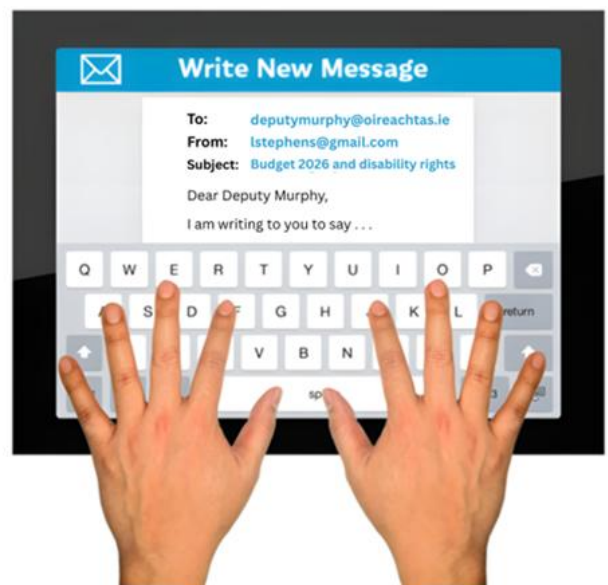 Write New Message
To: deputymurphy@oireachtas.ie
From: lstephens@gmail.com
Subject: Budget 2026 and disability rights
Dear Deputy Murphy,
I am writing to you to say . . .
Q W E R T Y U I O P
S D F G H K L return
V B N
3